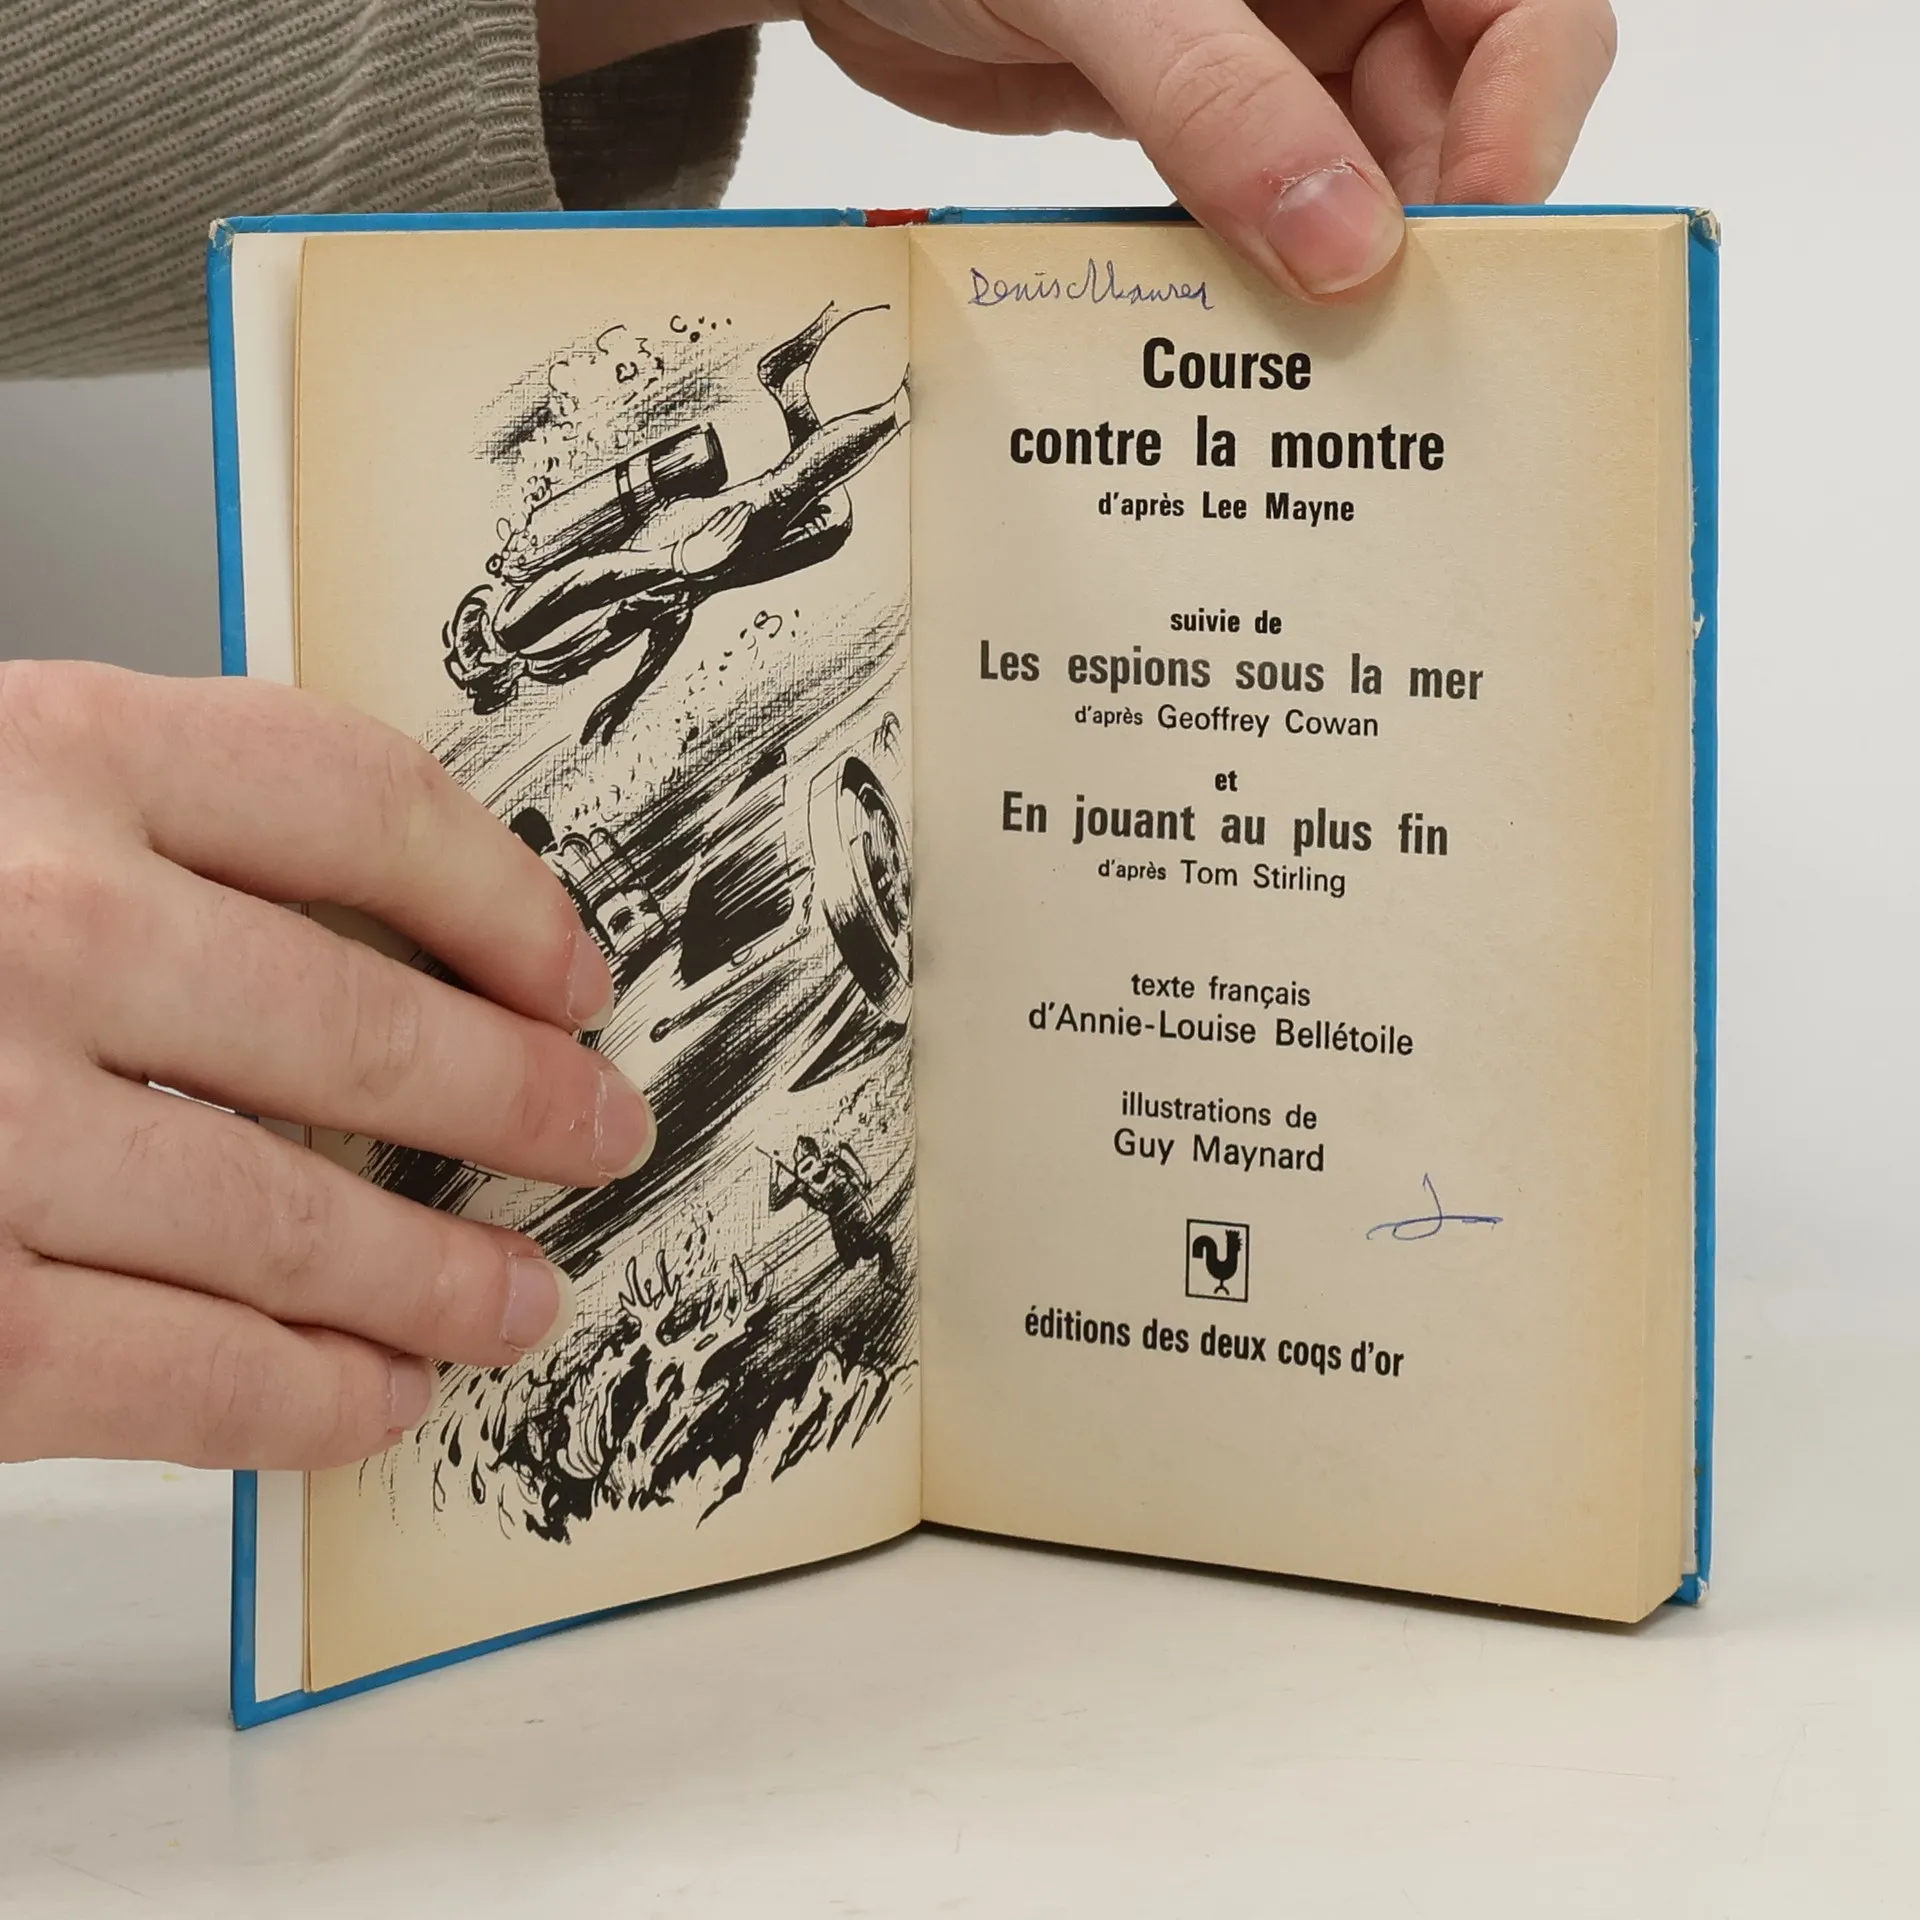 Denis Maurer
Course
contre la montre
d'après Lee Mayne
suivie de
Les espions sous la mer
d'après Geoffrey Cowan
et
En jouant au plus fin
d'après Tom Stirling
texte français
d'Annie-Louise Bellétoile
illustrations de
Guy Maynard
éditions des deux coqs d'or